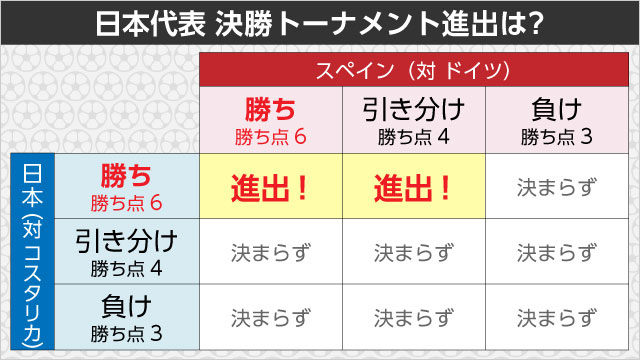 日本代表 決勝トーナメント進出は?
スペイン（対 ドイツ）
勝ち
勝ち点6
引き分け
勝ち点4
負け
勝ち点3
日本（対 コスタリカ）
勝ち
勝ち点6
進出！
進出！
決まらず
引き分け
勝ち点4
決まらず
決まらず
決まらず
負け
勝ち点3
決まらず
決まらず
決まらず